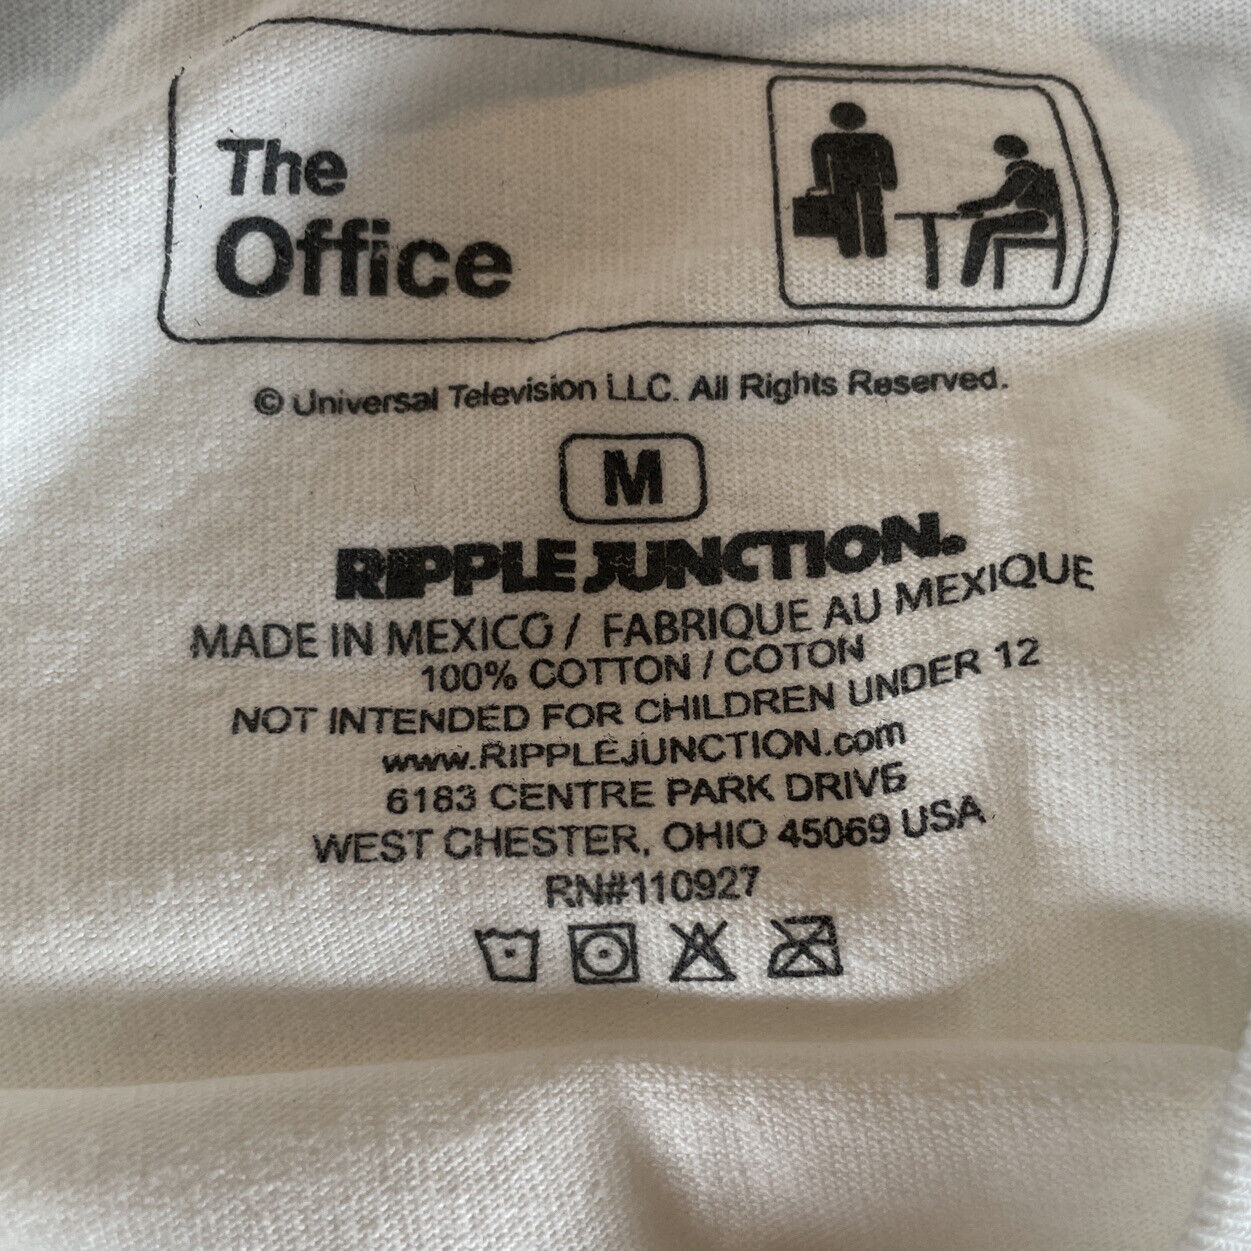 The
Office
© Universal Television LLC. All Rights Reserved.
M
RIPPLE JUNCTION.
MADE IN MEXICO / FABRIQUE AU MEXIQUE
100% COTTON / COTON
NOT INTENDED FOR CHILDREN UNDER 12
www.RIPPLEJUNCTION.com
6183 CENTRE PARK DRIVE
WEST CHESTER, OHIO 45069 USA
RN#110927